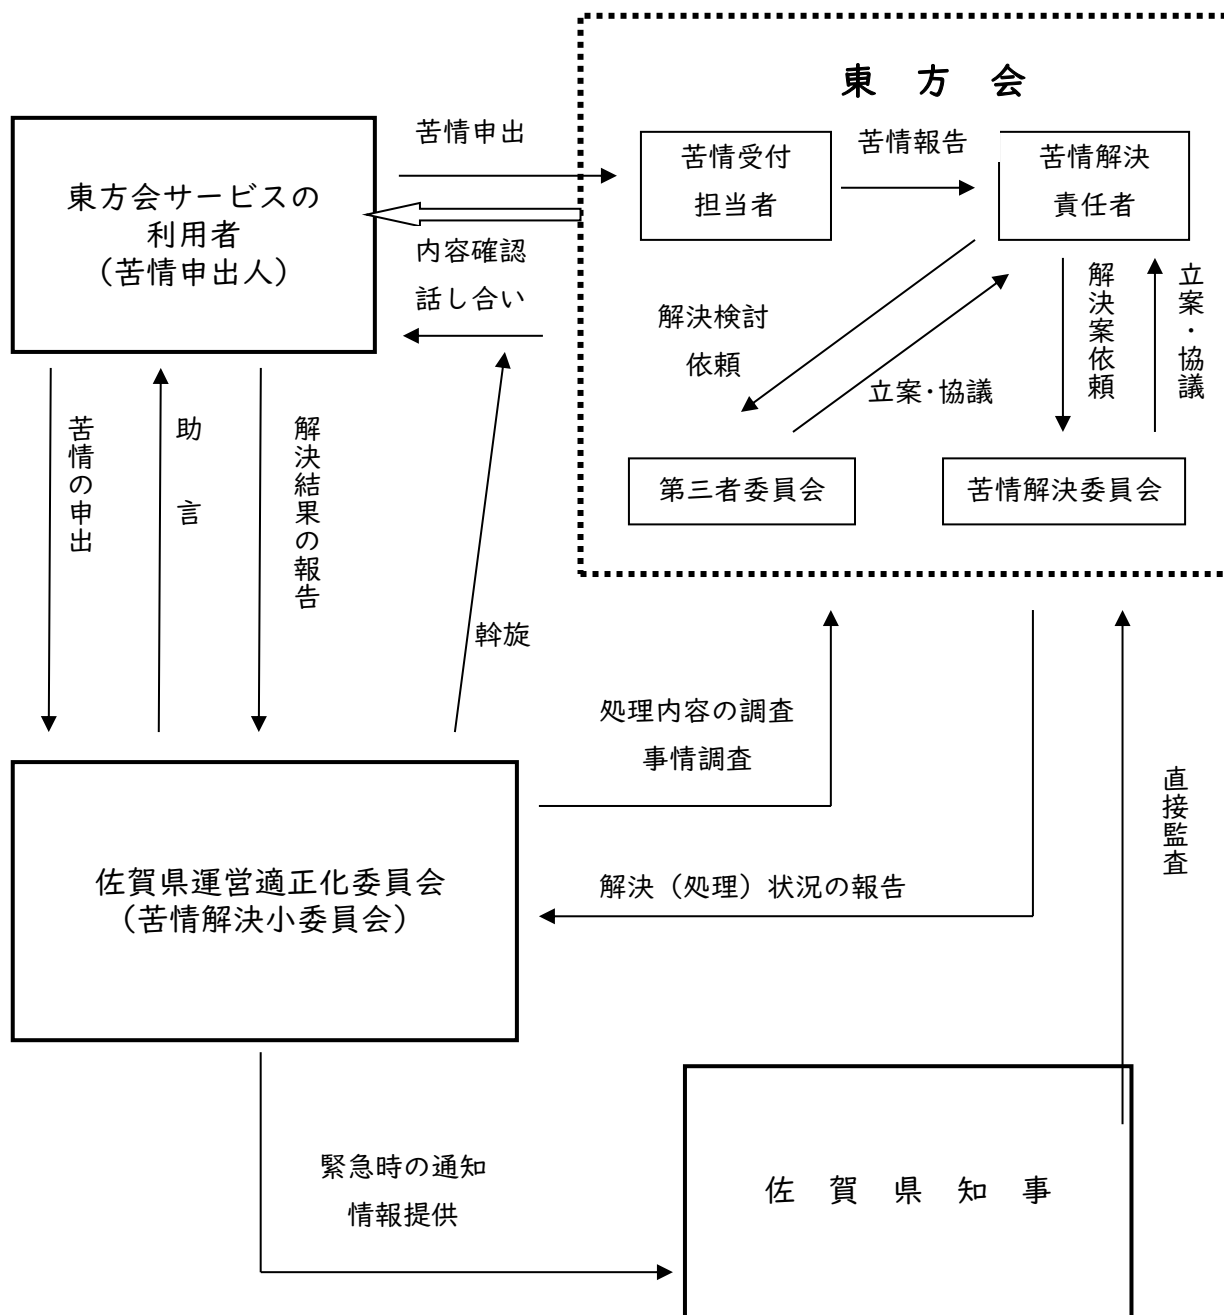 東方会
苦情申出
東方会サービスの
利用者
（苦情申出人）
苦情受付
担当者
苦情報告
苦情解決
責任者
内容確認
話し合い
解決検討
依頼
立案・協議
解決案依頼
立案・協議
第三者委員会
苦情解決委員会
苦情の申出
助言
解決結果の報告
斡旋
処理内容の調査
事情調査
直接監査
佐賀県運営適正化委員会
（苦情解決小委員会）
解決（処理）状況の報告
緊急時の通知
情報提供
佐賀県知事